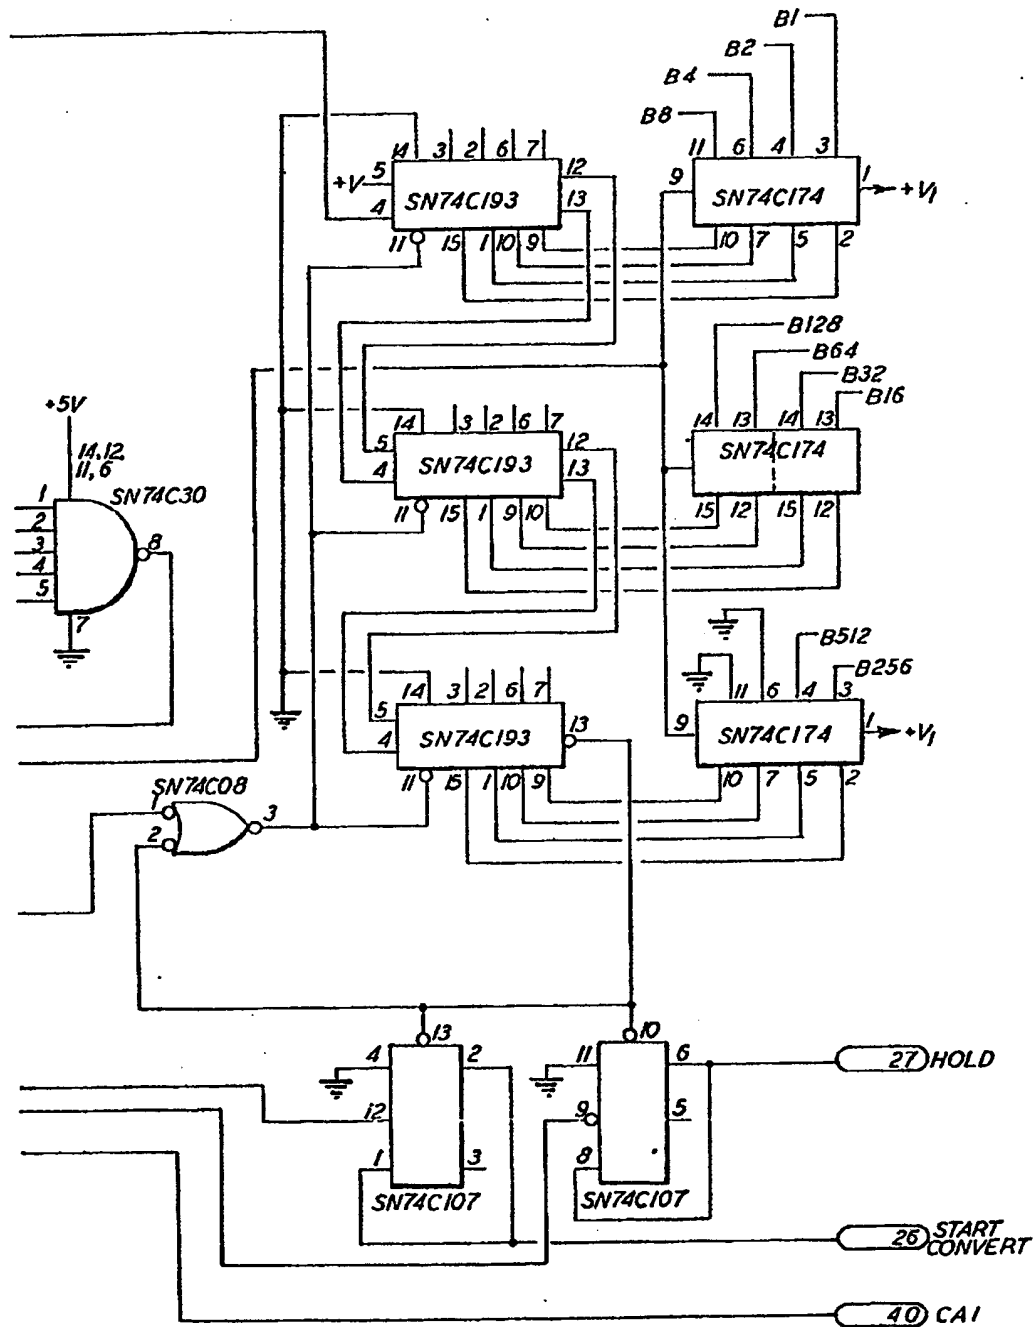 B1
B2
B4
B8
14 3 2 6 7
+V 5
4
SN74C193
12
13
11 15 1 10 9
11 6 4 3
9
SN74C174
1 +V1
10 7 5 2
B128
B64
B32
B16
14 3 2 6 7
5
4
SN74C193
12
13
11 15 1 9 10
14 13 14 13
SN74C174
15 12 15 12
+5V
14.12.
11,6
SN74C30
1
2
3
4
5
8
7
B512
B256
14 3 2 6 7
5
4
SN74C193
13
11 15 1 10 9
11 6 4 3
9
SN74C174
1 +V1
10 7 5 2
SN74C08
1
2
3
13
4 2
12
1 3
SN74C107
10
11 6
9 5
8
SN74C107
27 HOLD
26 START
CONVERT
40 CA1